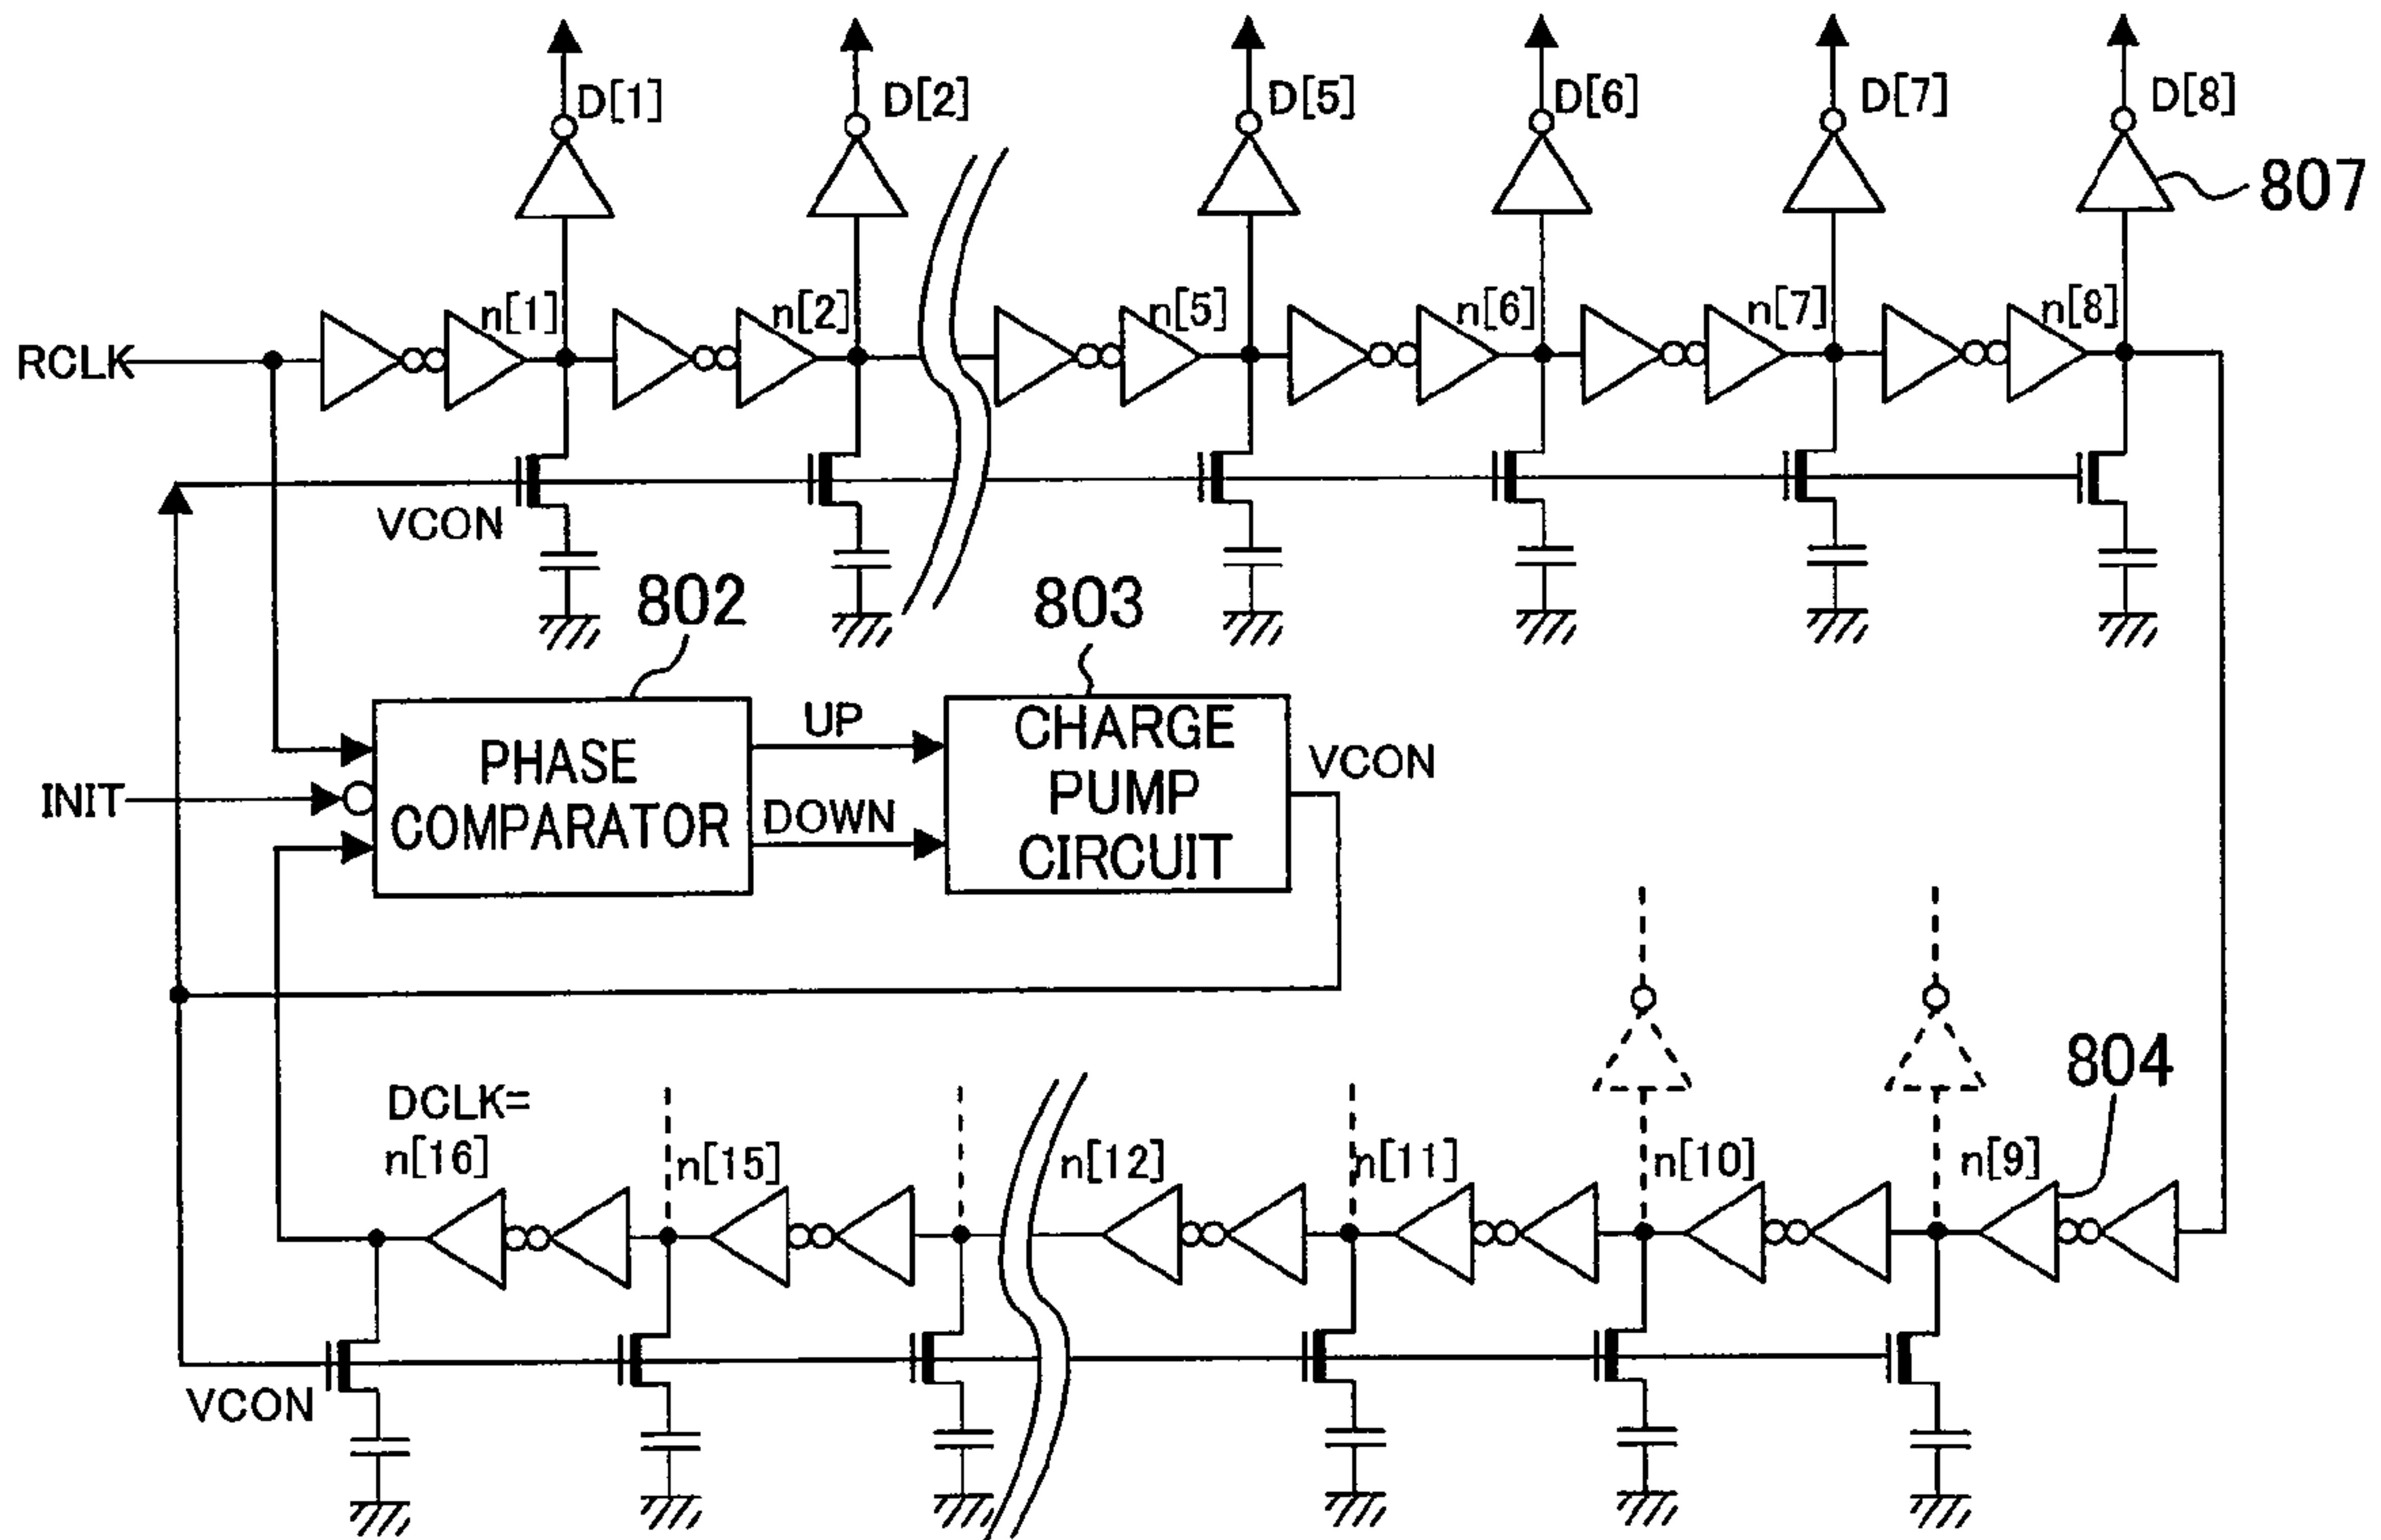 D[1]
D[2]
D[5]
D[6]
D[7]
D[8]
807
n[1]
n[2]
n[5]
n[6]
n[7]
n[8]
RCLK
VCON
802
803
PHASE
COMPARATOR
UP
DOWN
CHARGE
PUMP
CIRCUIT
VCON
INIT
804
DCLK=
n[16]
n[15]
n[12]
n[11]
n[10]
n[9]
VCON